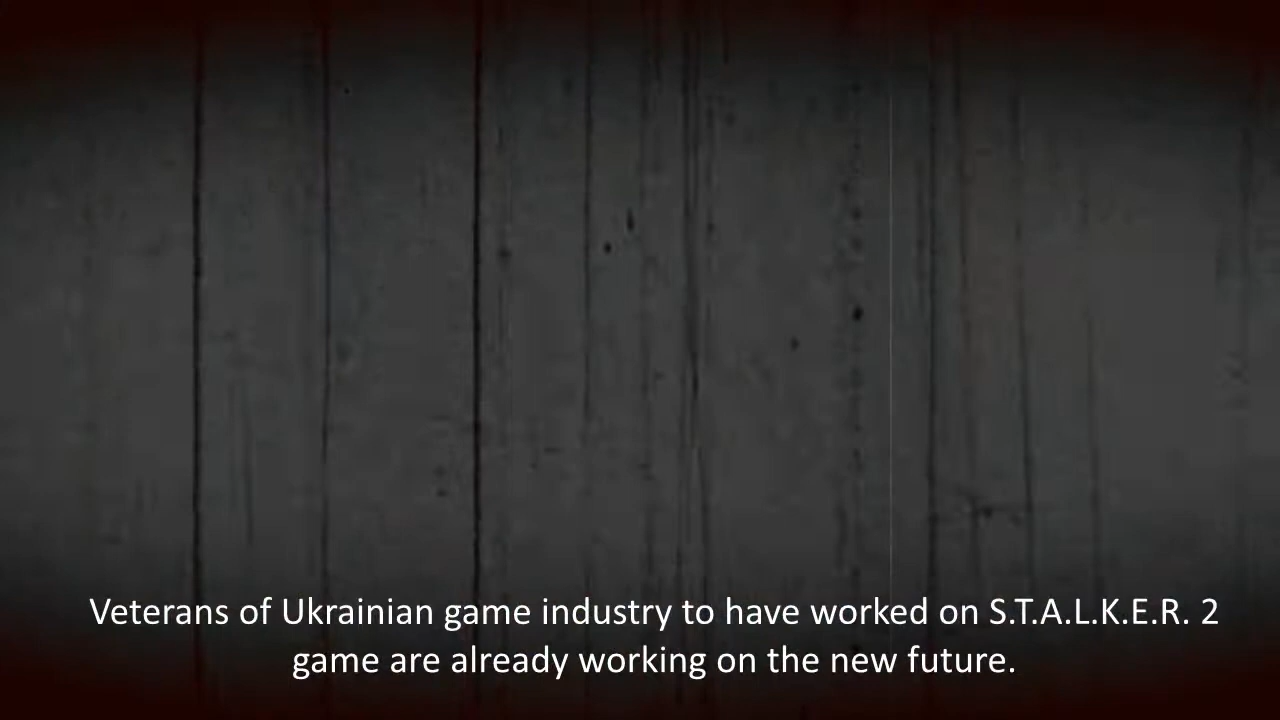 Veterans of Ukrainian game industry to have worked on S.T.A.L.K.E.R. 2
game are already working on the new future.